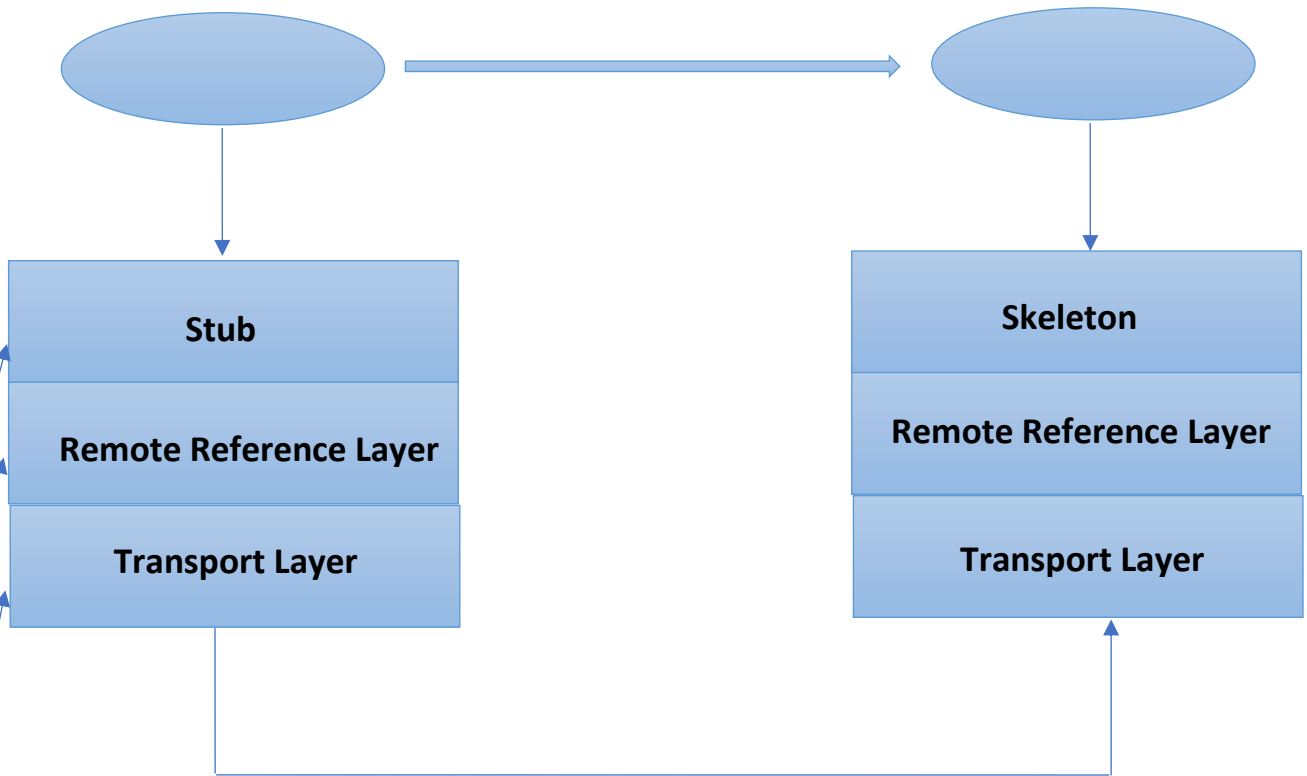 Stub
Remote Reference Layer
Transport Layer
Skeleton
Remote Reference Layer
Transport Layer